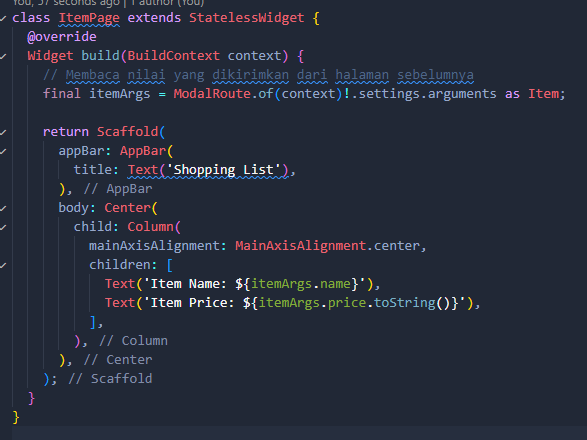 You, 57 seconds ago | 1 author (You)
class ItemPage extends StatelessWidget {
@override
Widget build(BuildContext context) {
// Membaca nilai yang dikirimkan dari halaman sebelumnya
final itemArgs = ModalRoute.of(context)!.settings.arguments as Item;
return Scaffold(
appBar: AppBar(
title: Text('Shopping List'),
), // AppBar
body: Center(
child: Column(
mainAxisAlignment: MainAxisAlignment.center,
children: [
Text('Item Name: ${itemArgs.name}'),
Text('Item Price: ${itemArgs.price.toString()}'),
],
), // Column
), // Center
); // Scaffold
}
}